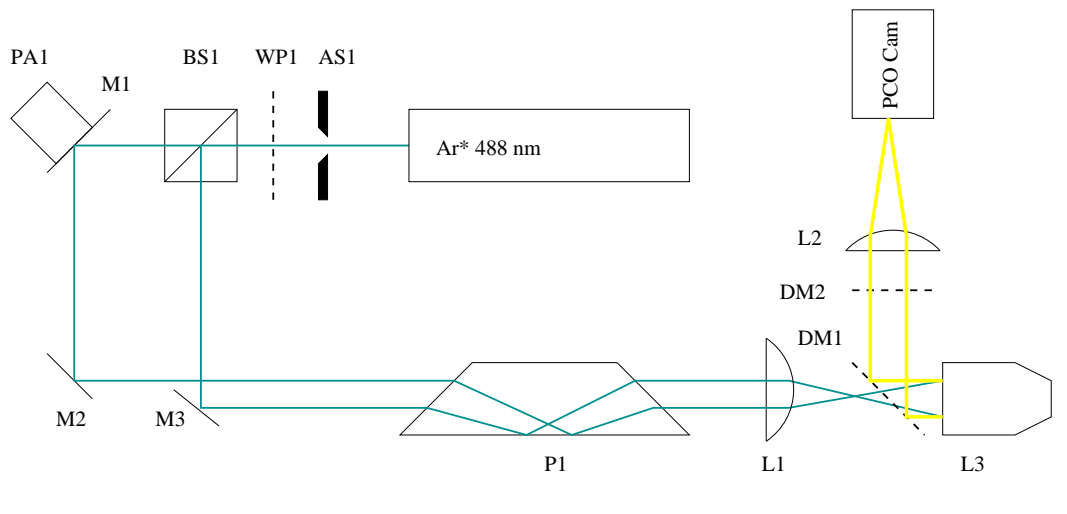 PA1
M1
BS1
WP1
AS1
Ar* 488 nm
PCO Cam
L2
DM2
DM1
M2
M3
P1
L1
L3